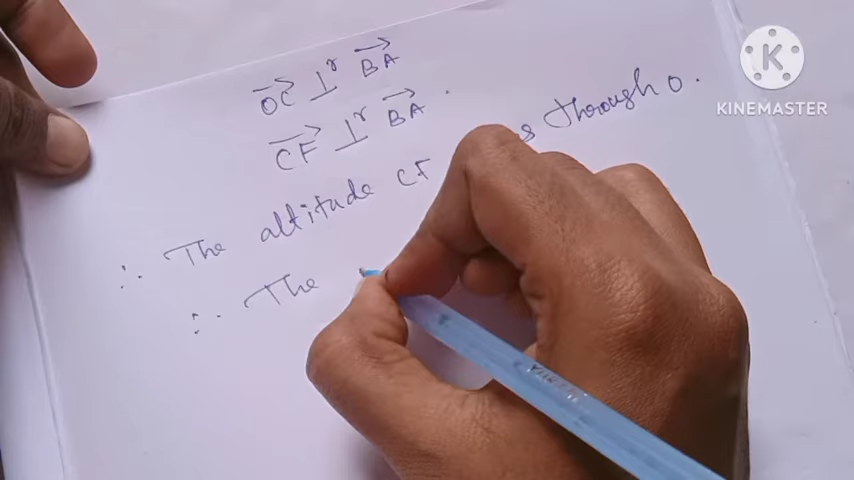 OC ⊥r BA
CF ⊥r BA
∴ The altitude CF through O.
∴ The
K
KINEMASTER